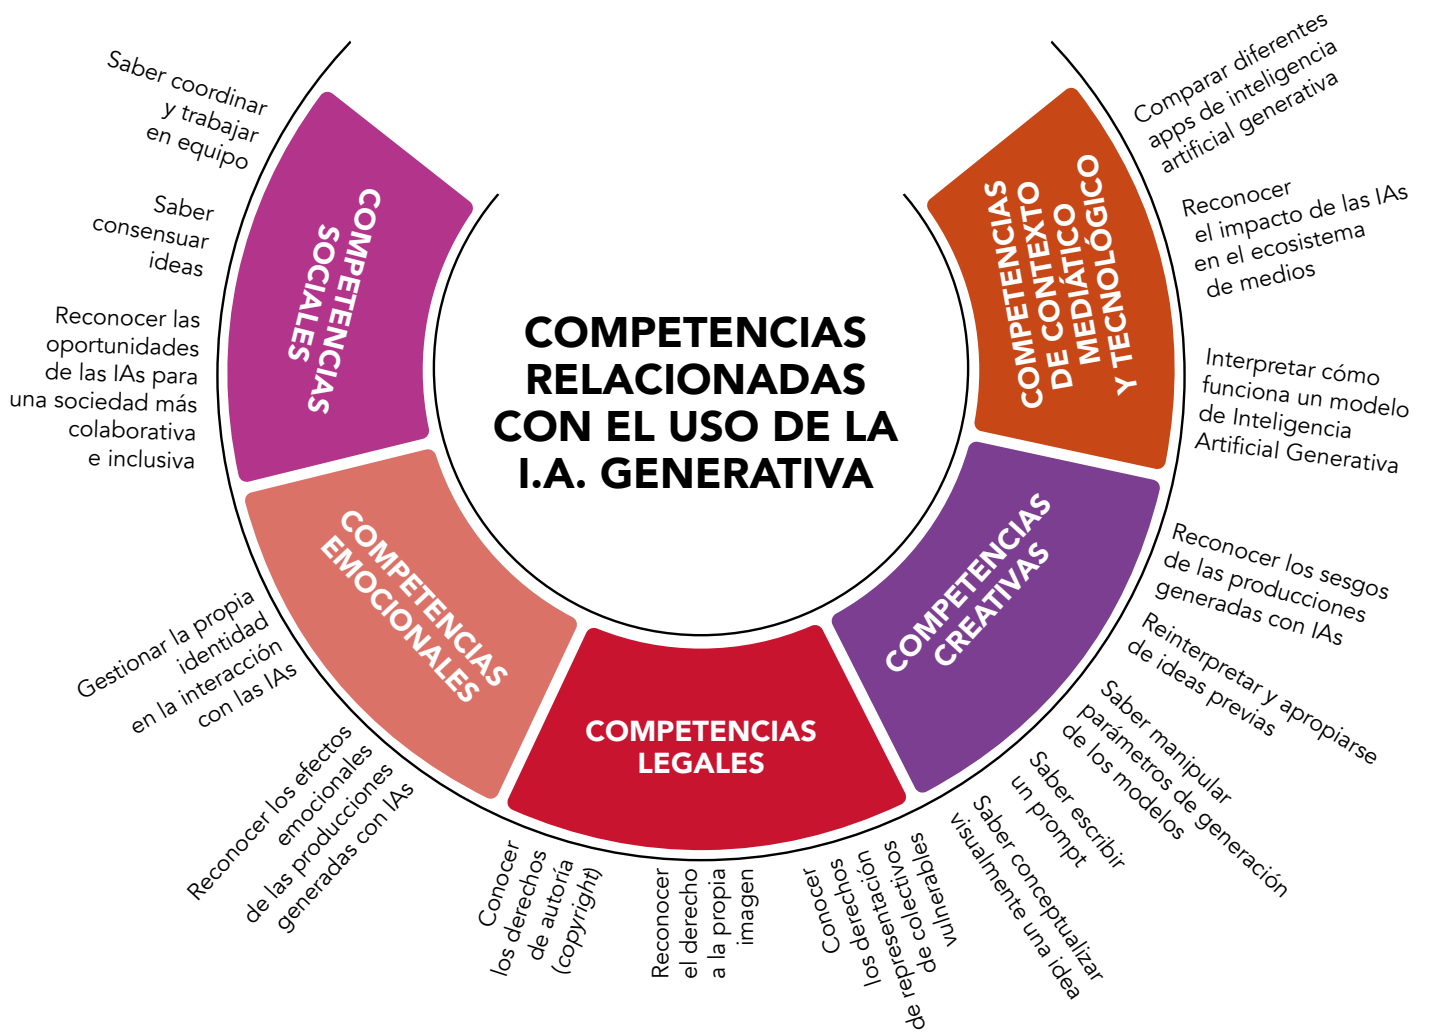 COMPETENCIAS
RELACIONADAS
CON EL USO DE LA
I.A. GENERATIVA
COMPETENCIAS
SOCIALES
Saber coordinar
y trabajar
en equipo
Saber
consensuar
ideas
Reconocer las
oportunidades
de las IAs para
una sociedad más
colaborativa
e inclusiva
COMPETENCIAS
EMOCIONALES
Gestionar la propia
identidad
en la interacción
con las IAs
Reconocer los efectos
emocionales
de las producciones
generadas con IAs
COMPETENCIAS
LEGALES
Conocer
los derechos
de autoría
(copyright)
Reconocer
el derecho
a la propia
imagen
Conocer
los derechos
de representación
de colectivos
vulnerables
COMPETENCIAS
CREATIVAS
Saber conceptualizar
visualmente una idea
Saber escribir
un prompt
Saber manipular
parámetros de generación
de los modelos
Reinterpretar y apropiarse
de ideas previas
Reconocer los sesgos
de las producciones
generadas con IAs
COMPETENCIAS
DE CONTEXTO
MEDIÁTICO
Y TECNOLÓGICO
Interpretar cómo
funciona un modelo
de Inteligencia
Artificial Generativa
Reconocer
el impacto de las IAs
en el ecosistema
de medios
Comparar diferentes
apps de inteligencia
artificial generativa